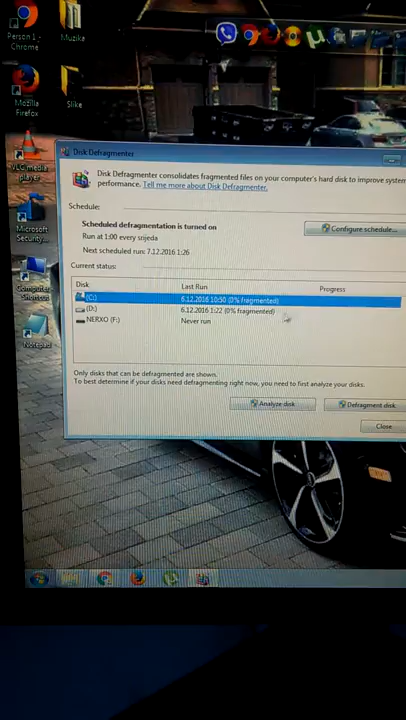 Person 1 -
Chrome
Muzika
Mozilla
Firefox
Slike
VLC media
player
Microsoft
Security...
Computer
Shortcut
Notepad
Disk Defragmenter
Disk Defragmenter consolidates fragmented files on your computer's hard disk to improve system
performance. Tell me more about Disk Defragmenter.
Schedule:
Scheduled defragmentation is turned on
Run at 1:00 every srijeda
Next scheduled run: 7.12.2016 1:26
Configure schedule...
Current status:
Disk Last Run Progress
(C:) 6.12.2016 10:30 (0% fragmented)
(D:) 6.12.2016 1:22 (0% fragmented)
NERXO (F:) Never run
Only disks that can be defragmented are shown.
To best determine if your disks need defragmenting right now, you need to first analyze your disks.
Analyze disk Defragment disk
Close